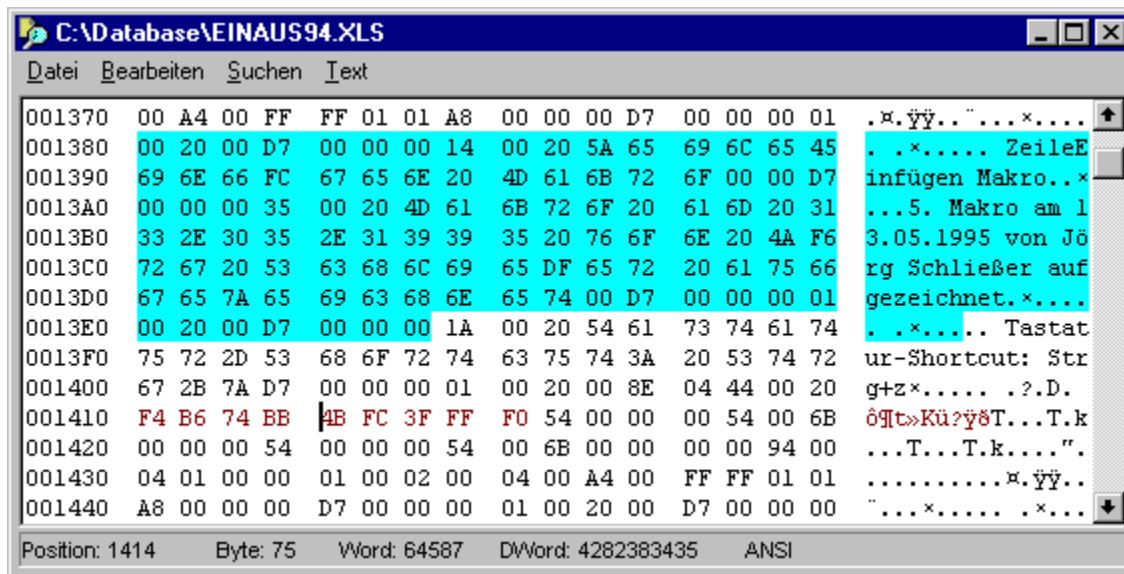 C:\Database\EINAUS94.XLS
Datei Bearbeiten Suchen Text
001370 00 A4 00 FF FF 01 01 A8 00 00 00 D7 00 00 00 01 .¤.ÿÿ..¨...×....
001380 00 20 00 D7 00 00 00 14 00 20 5A 65 69 6C 65 45 . .×..... ZeileE
001390 69 6E 66 FC 67 65 6E 20 4D 61 6B 72 6F 00 00 D7 infügen Makro..×
0013A0 00 00 00 35 00 20 4D 61 6B 72 6F 20 61 6D 20 31 ...5. Makro am 1
0013B0 33 2E 30 35 2E 31 39 39 35 20 76 6F 6E 20 4A F6 3.05.1995 von Jö
0013C0 72 67 20 53 63 68 6C 69 65 DF 65 72 20 61 75 66 rg Schließer auf
0013D0 67 65 7A 65 69 63 68 6E 65 74 00 D7 00 00 00 01 gezeichnet.×....
0013E0 00 20 00 D7 00 00 00 1A 00 20 54 61 73 74 61 74 . .×..... Tastat
0013F0 75 72 2D 53 68 6F 72 74 63 75 74 3A 20 53 74 72 ur-Shortcut: Str
001400 67 2B 7A D7 00 00 00 01 00 20 00 8E 04 44 00 20 g+z×..... .?.D.
001410 F4 B6 74 BB 4B FC 3F FF F0 54 00 00 00 54 00 6B ô¶t»Kü?ÿðT...T.k
001420 00 00 00 54 00 00 00 54 00 6B 00 00 00 00 94 00 ...T...T.k....".
001430 04 01 00 00 01 00 02 00 04 00 A4 00 FF FF 01 01 ..........¤.ÿÿ..
001440 A8 00 00 00 D7 00 00 00 01 00 20 00 D7 00 00 00 ¨...×..... .×...
Position: 1414 Byte: 75 Word: 64587 DWord: 4282383435 ANSI